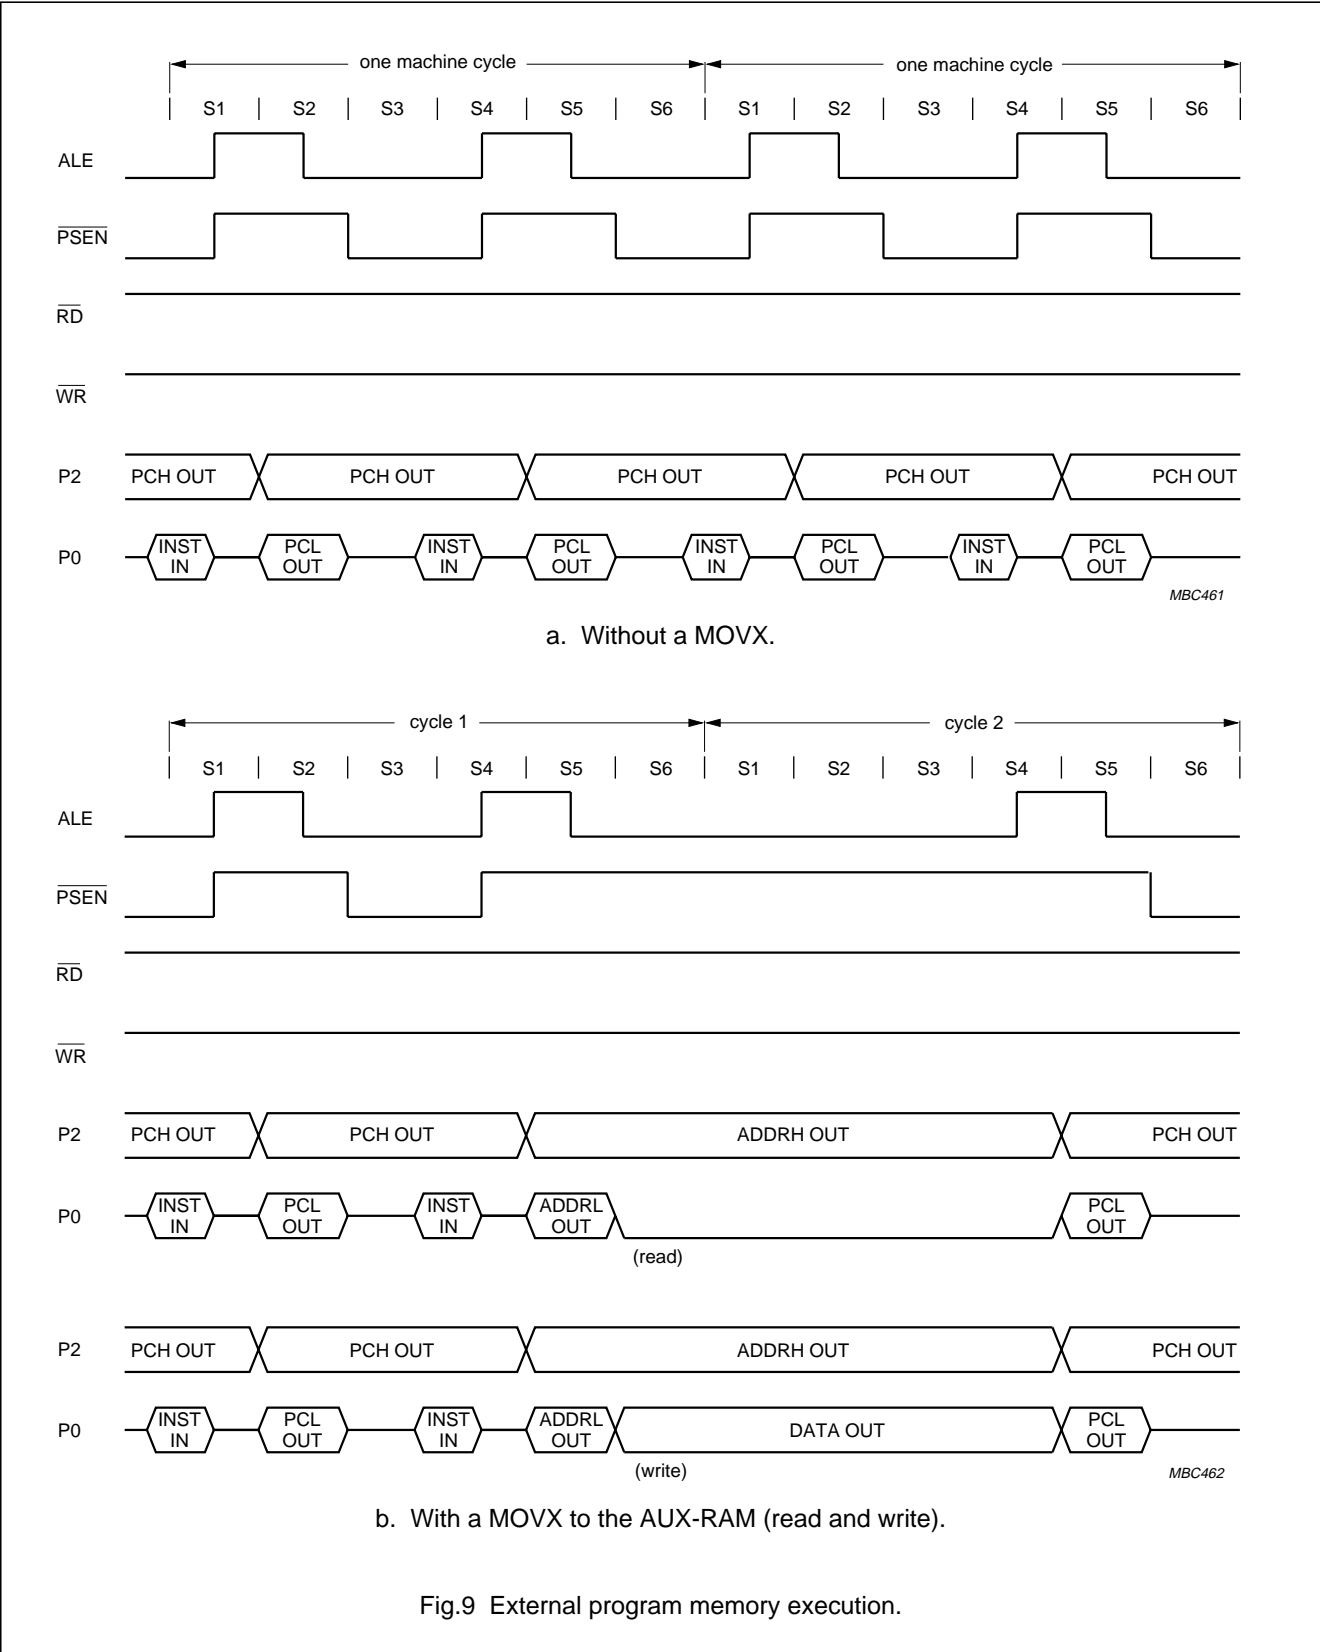 one machine cycle one machine cycle
S1 S2 S3 S4 S5 S6 S1 S2 S3 S4 S5 S6
ALE
PSEN
RD
WR
P2 PCH OUT PCH OUT PCH OUT PCH OUT PCH OUT
P0 INST IN PCL OUT INST IN PCL OUT INST IN PCL OUT INST IN PCL OUT
MBC461
a. Without a MOVX.
cycle 1 cycle 2
S1 S2 S3 S4 S5 S6 S1 S2 S3 S4 S5 S6
ALE
PSEN
RD
WR
P2 PCH OUT PCH OUT ADDRH OUT PCH OUT
P0 INST IN PCL OUT INST IN ADDRL OUT PCL OUT
(read)
P2 PCH OUT PCH OUT ADDRH OUT PCH OUT
P0 INST IN PCL OUT INST IN ADDRL OUT DATA OUT PCL OUT
(write)
MBC462
b. With a MOVX to the AUX-RAM (read and write).
Fig.9 External program memory execution.